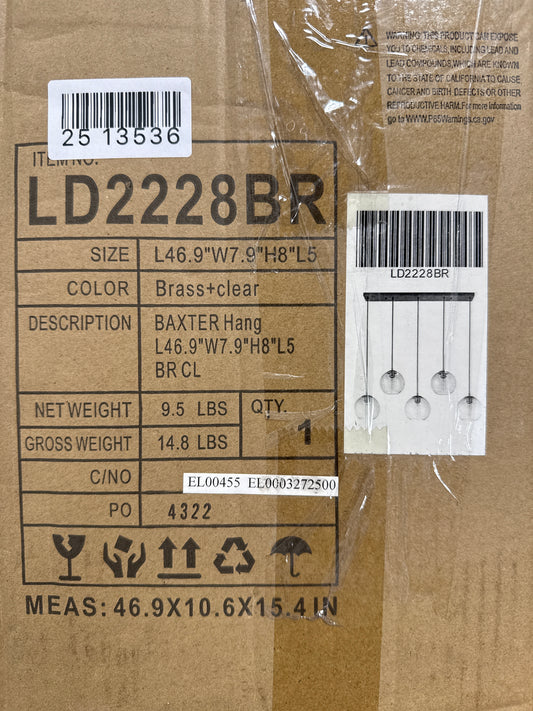 WARNING: THIS PRODUCT CAN EXPOSE
YOU TO CHEMICALS, INCLUDING LEAD AND
LEAD COMPOUNDS, WHICH ARE KNOWN
TO THE STATE OF CALIFORNIA TO CAUSE
CANCER AND BIRTH DEFECTS OR OTHER
REPRODUCTIVE HARM. For more information
go to WWW.P65Warnings.ca.gov
25 13536
ITEM NO.
LD2228BR
SIZE L46.9"W7.9"H8"L5
COLOR Brass+clear
DESCRIPTION BAXTER Hang
L46.9"W7.9"H8"L5
BR CL
NET WEIGHT 9.5 LBS QTY.
1
GROSS WEIGHT 14.8 LBS
C/NO
EL00455 EL0003272500
PO 4322
MEAS: 46.9X10.6X15.4 IN
LD2228BR